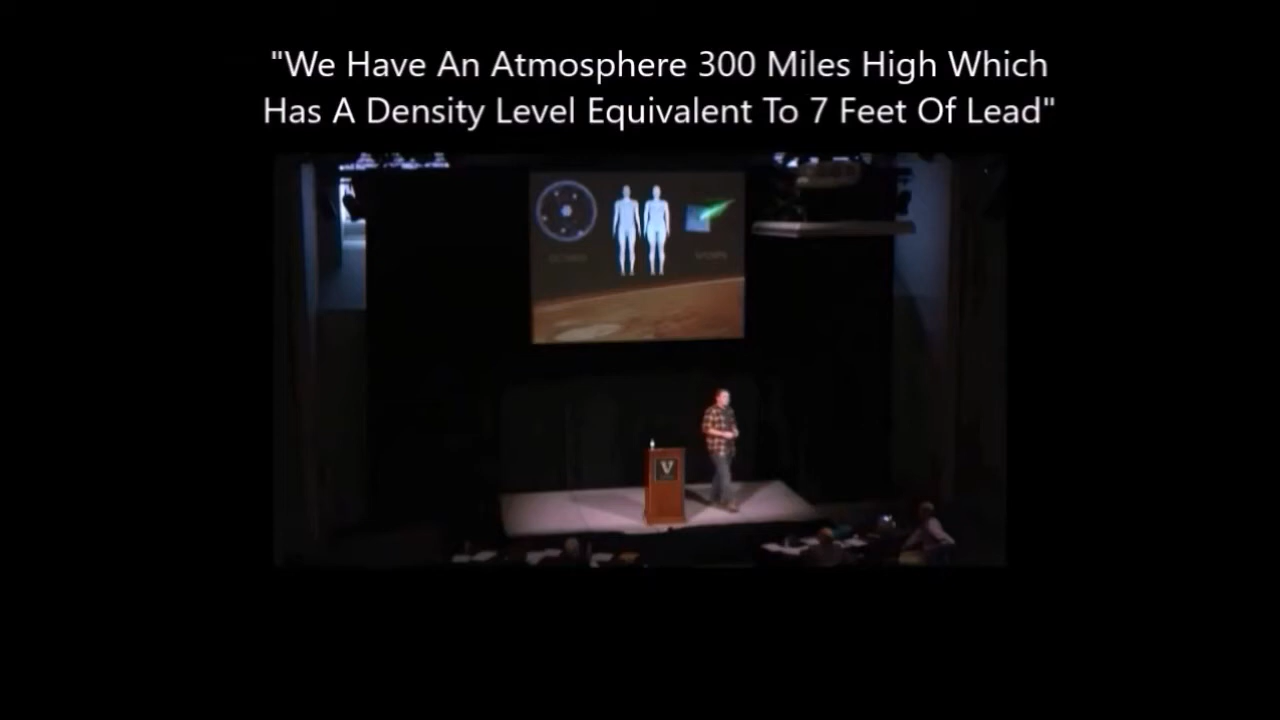 "We Have An Atmosphere 300 Miles High Which
Has A Density Level Equivalent To 7 Feet Of Lead"
V